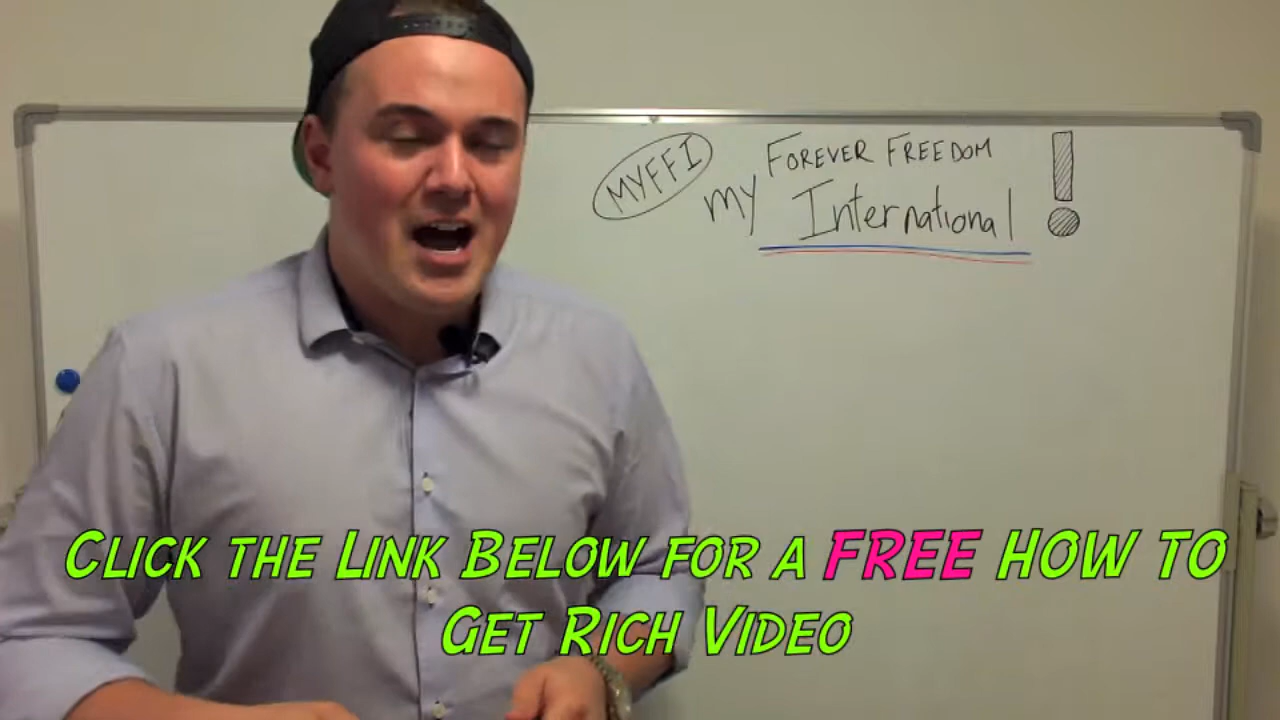 MYFFI
my
FOREVER FREEDOM
International !
CLICK THE LINK BELOW FOR A FREE HOW TO
GET RICH VIDEO